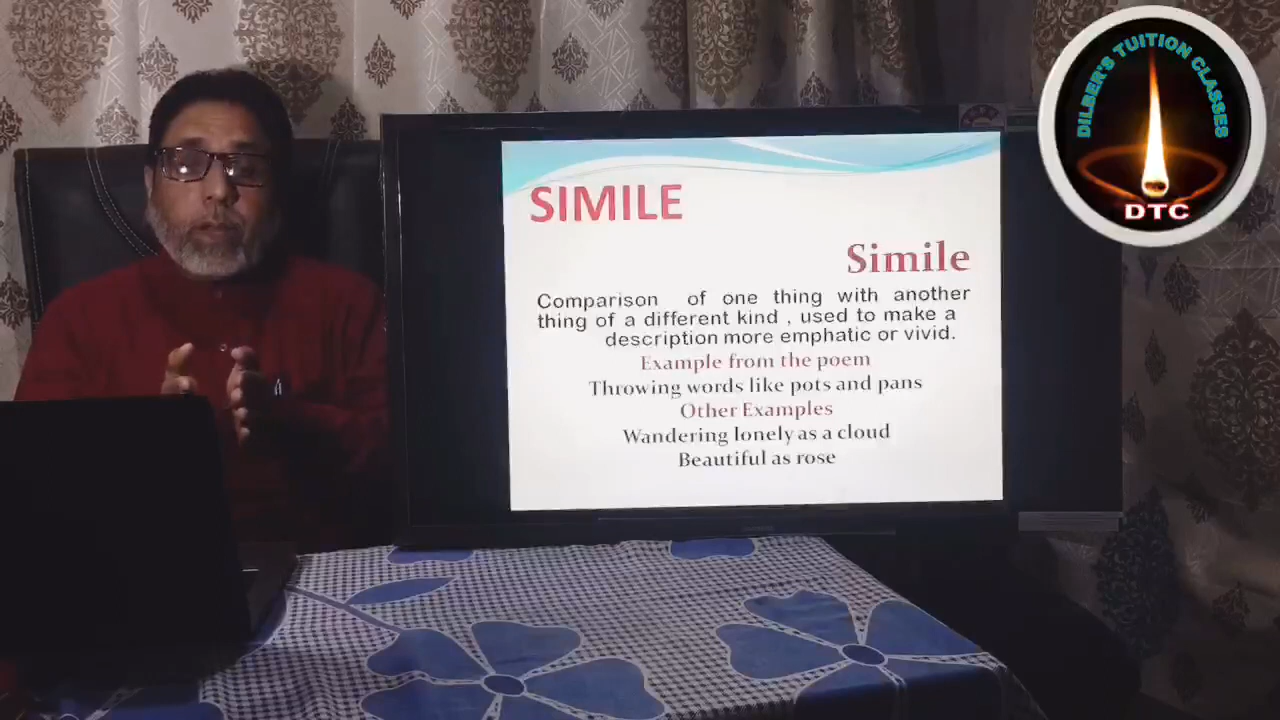 DILBER'S TUITION CLASSES
DTC
SIMILE
Simile
Comparison of one thing with another
thing of a different kind , used to make a
description more emphatic or vivid.
Example from the poem
Throwing words like pots and pans
Other Examples
Wandering lonely as a cloud
Beautiful as rose